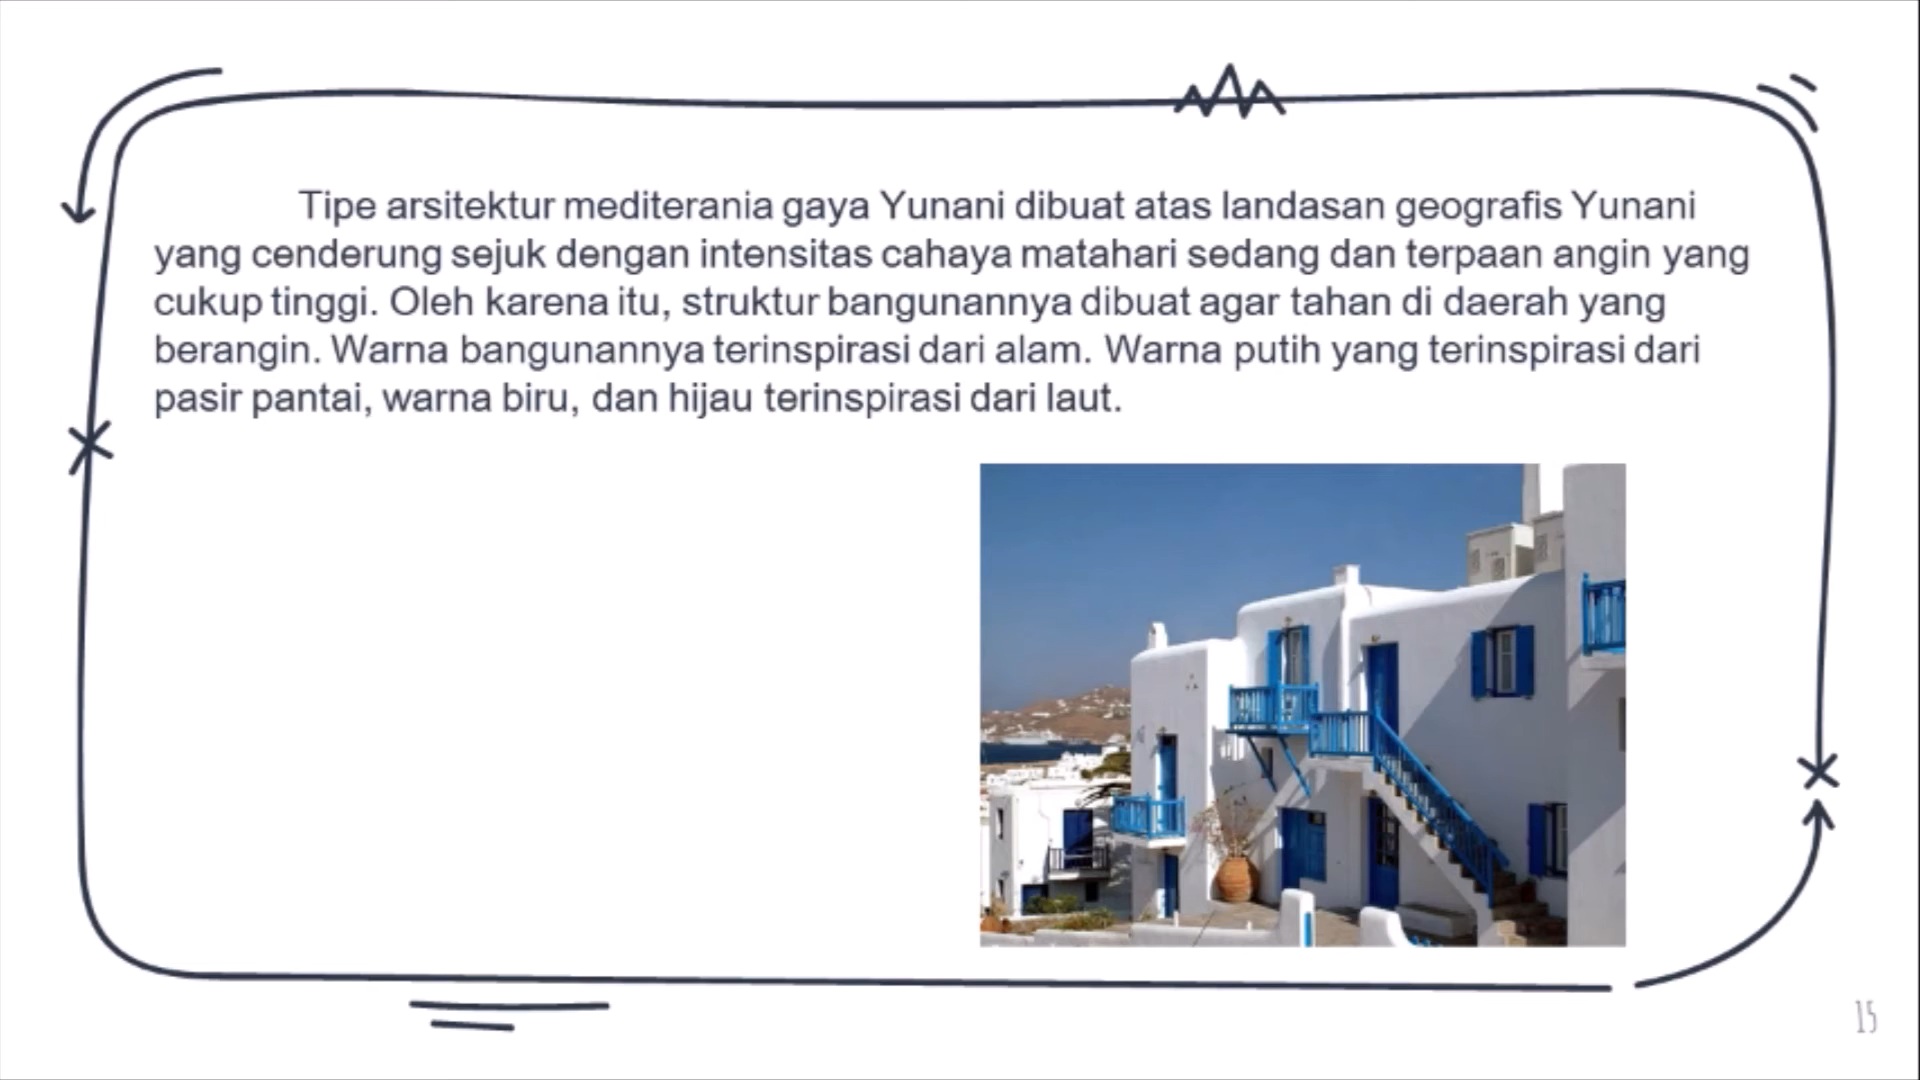 Tipe arsitektur mediterania gaya Yunani dibuat atas landasan geografis Yunani
yang cenderung sejuk dengan intensitas cahaya matahari sedang dan terpaan angin yang
cukup tinggi. Oleh karena itu, struktur bangunannya dibuat agar tahan di daerah yang
berangin. Warna bangunannya terinspirasi dari alam. Warna putih yang terinspirasi dari
pasir pantai, warna biru, dan hijau terinspirasi dari laut.
15